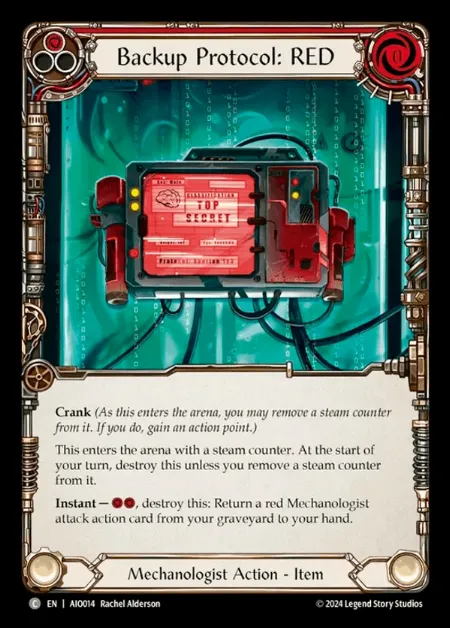 Backup Protocol: RED
CLASSIFICATION
TOP
SECRET
Crank (As this enters the arena, you may remove a steam counter
from it. If you do, gain an action point.)
This enters the arena with a steam counter. At the start of
your turn, destroy this unless you remove a steam counter
from it.
Instant — , destroy this: Return a red Mechanologist
attack action card from your graveyard to your hand.
Mechanologist Action - Item
C EN | AIO014 Rachel Alderson
© 2024 Legend Story Studios